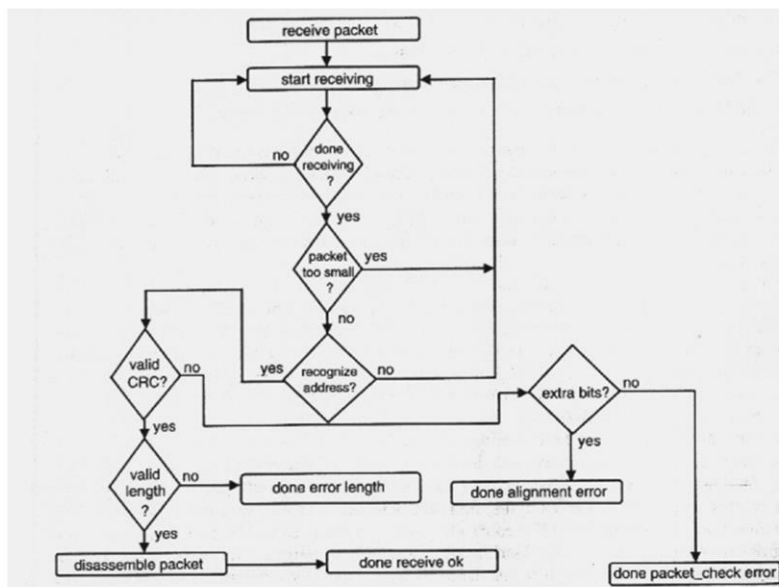 receive packet
start receiving
no
done
receiving
?
yes
packet
too small
?
yes
no
valid
CRC?
no
yes
recognize
address?
no
extra bits?
no
yes
yes
valid
length
?
no
done error length
done alignment error
yes
disassemble packet
done receive ok
done packet_check error